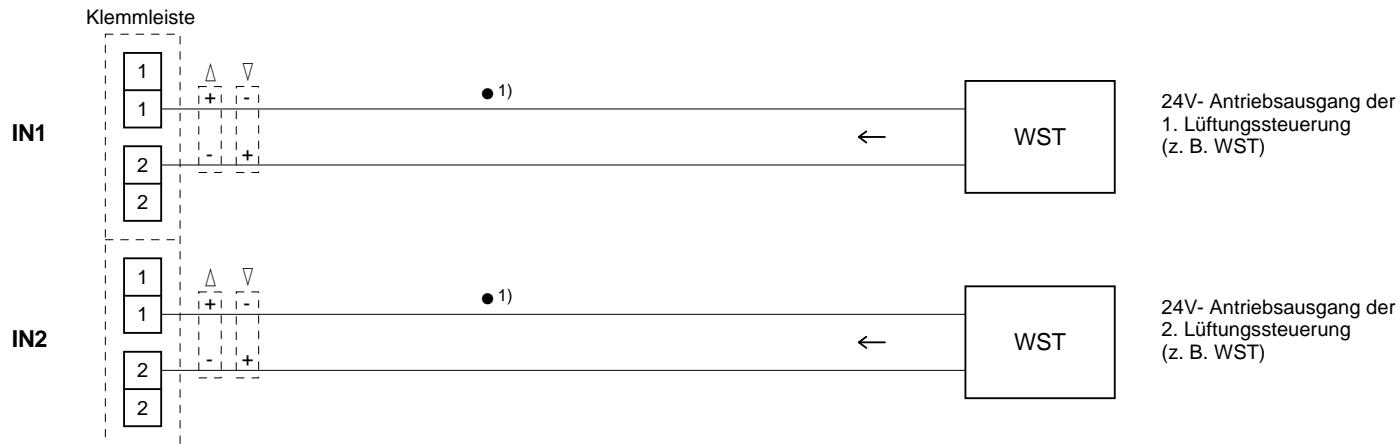 Klemmleiste
1
+ -
1
1)
IN1
- +
2
2
WST
24V- Antriebsausgang der
1. Lüftungssteuerung
(z. B. WST)
1
+ -
1
1)
IN2
- +
2
2
WST
24V- Antriebsausgang der
2. Lüftungssteuerung
(z. B. WST)